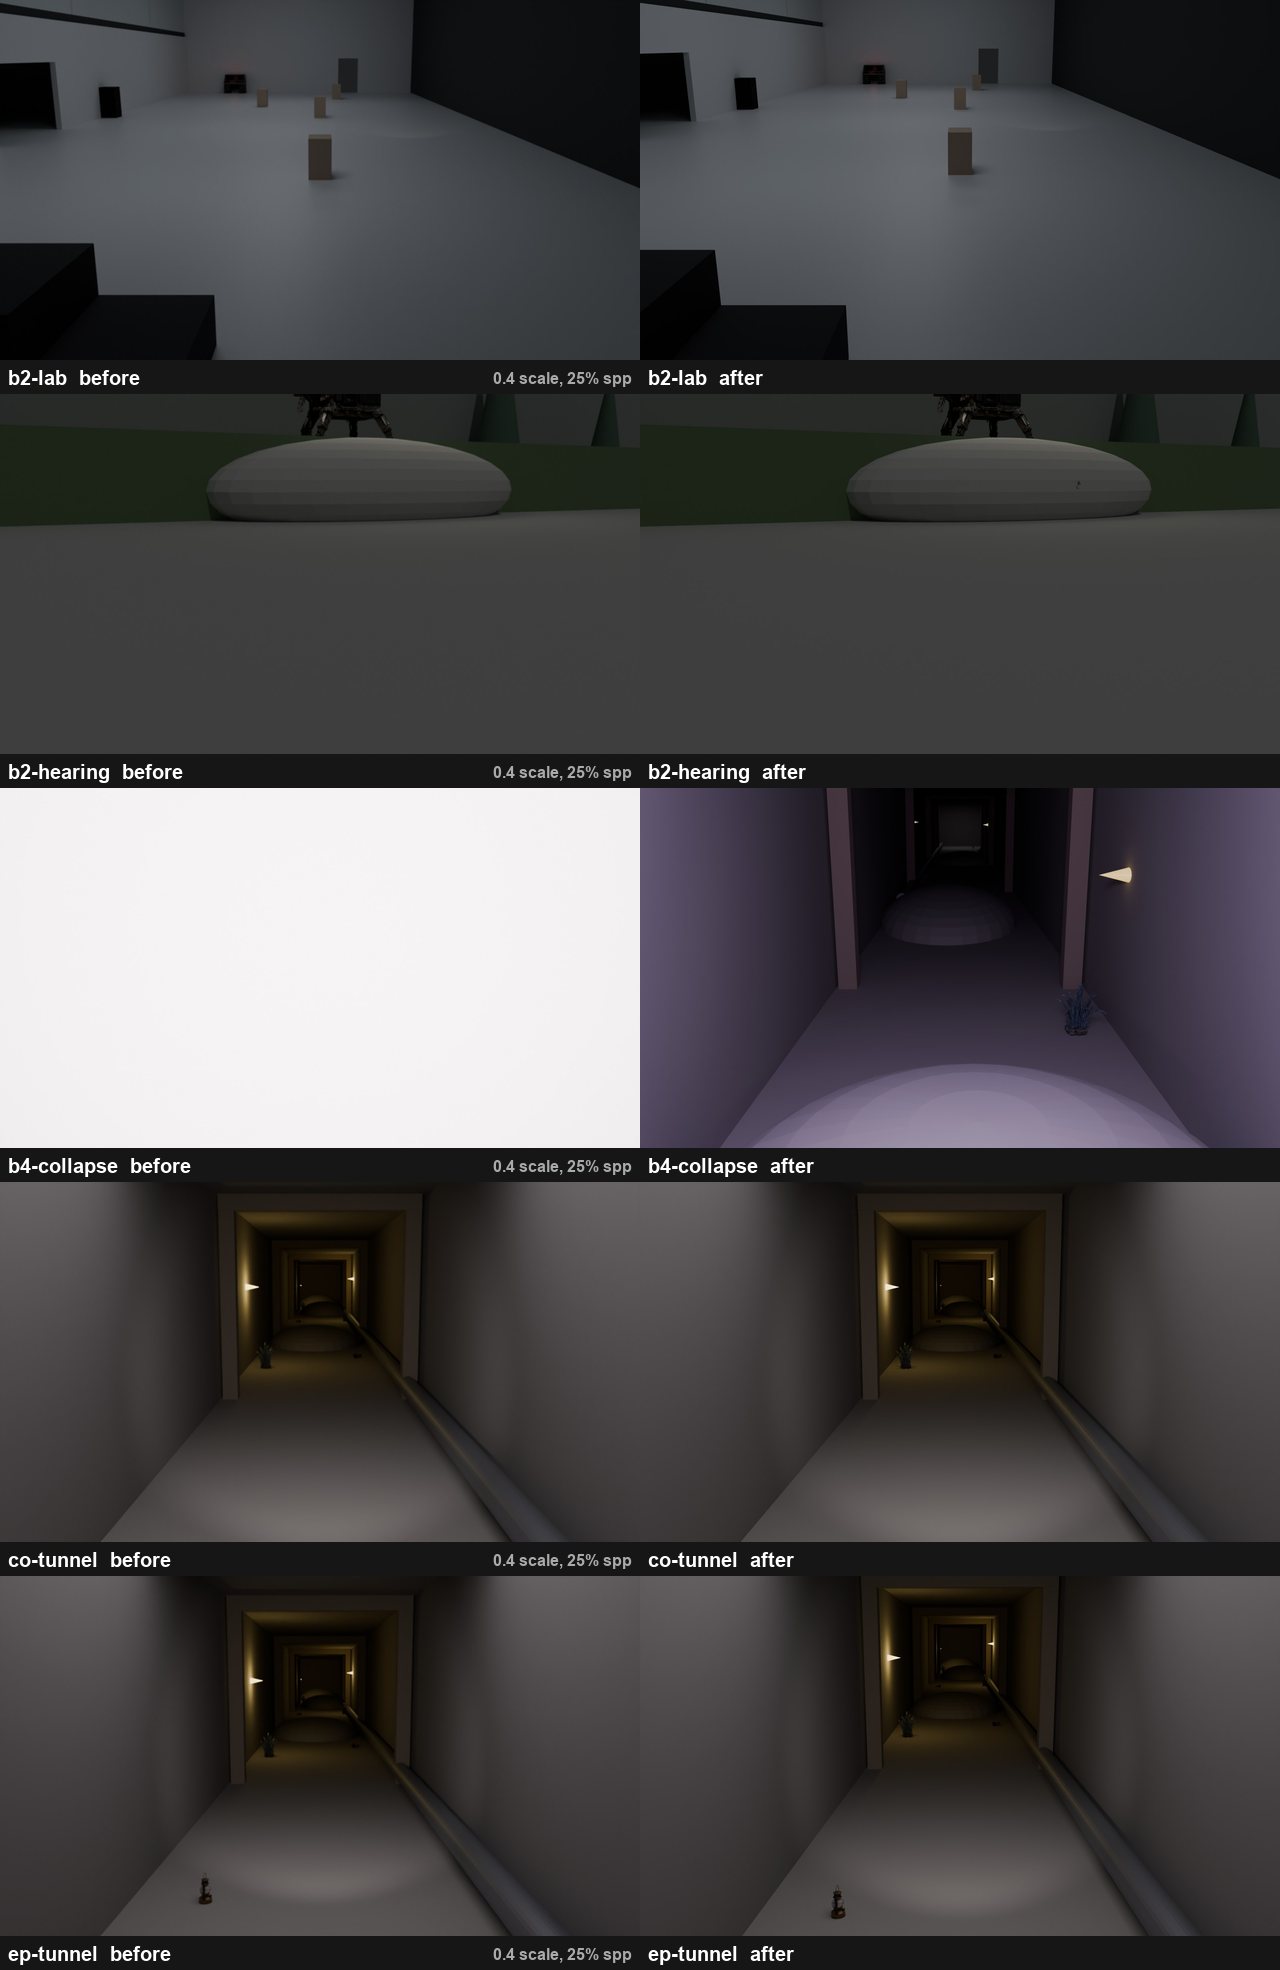 b2-lab before 0.4 scale, 25% spp b2-lab after
b2-hearing before 0.4 scale, 25% spp b2-hearing after
b4-collapse before 0.4 scale, 25% spp b4-collapse after
co-tunnel before 0.4 scale, 25% spp co-tunnel after
ep-tunnel before 0.4 scale, 25% spp ep-tunnel after